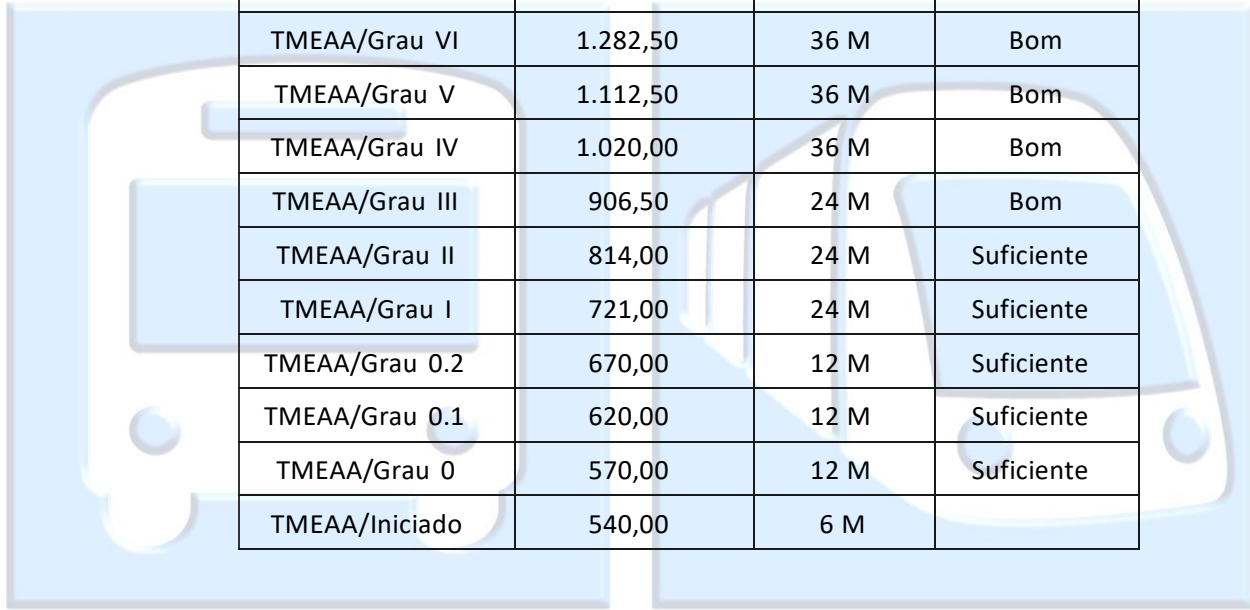 TMEAA/Grau VI 1.282,50 36 M Bom
TMEAA/Grau V 1.112,50 36 M Bom
TMEAA/Grau IV 1.020,00 36 M Bom
TMEAA/Grau III 906,50 24 M Bom
TMEAA/Grau II 814,00 24 M Suficiente
TMEAA/Grau I 721,00 24 M Suficiente
TMEAA/Grau 0.2 670,00 12 M Suficiente
TMEAA/Grau 0.1 620,00 12 M Suficiente
TMEAA/Grau 0 570,00 12 M Suficiente
TMEAA/Iniciado 540,00 6 M